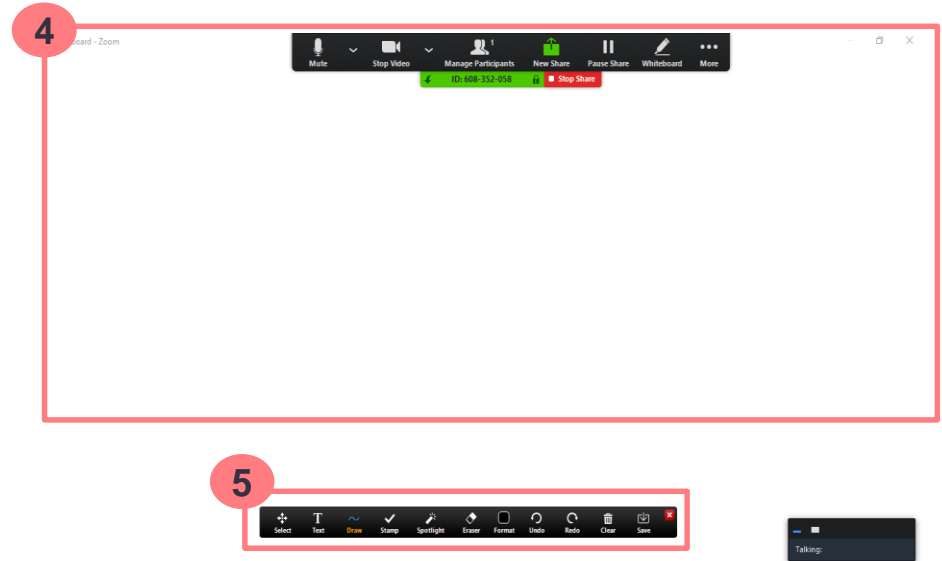 4
board - Zoom
1
Mute Stop Video Manage Participants New Share Pause Share Whiteboard More
ID: 608-352-058 Stop Share
5
T
Select Text Draw Stamp Spotlight Eraser Format Undo Redo Clear Save
Talking: